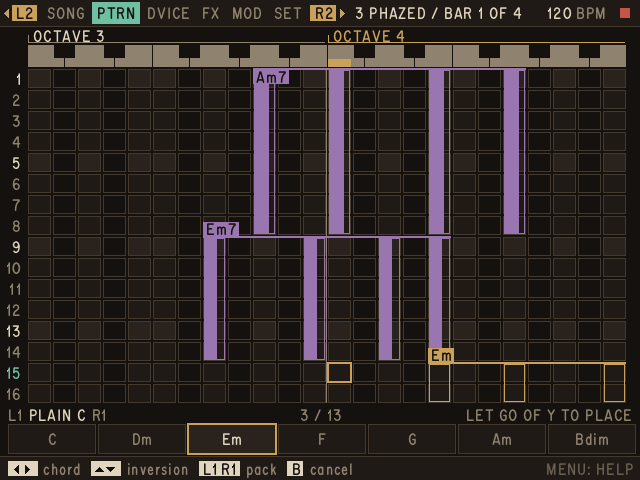 L2 SONG PTRN DVICE FX MOD SET R2 3 PHAZED / BAR 1 OF 4 120 BPM
OCTAVE 3 OCTAVE 4
1 Am7
2
3
4
5
6
7
8 Em7
9
10
11
12
13
14 Em
15
16
L1 PLAIN C R1 3 / 13 LET GO OF Y TO PLACE
C Dm Em F G Am Bdim
chord inversion L1 R1 pack B cancel MENU: HELP